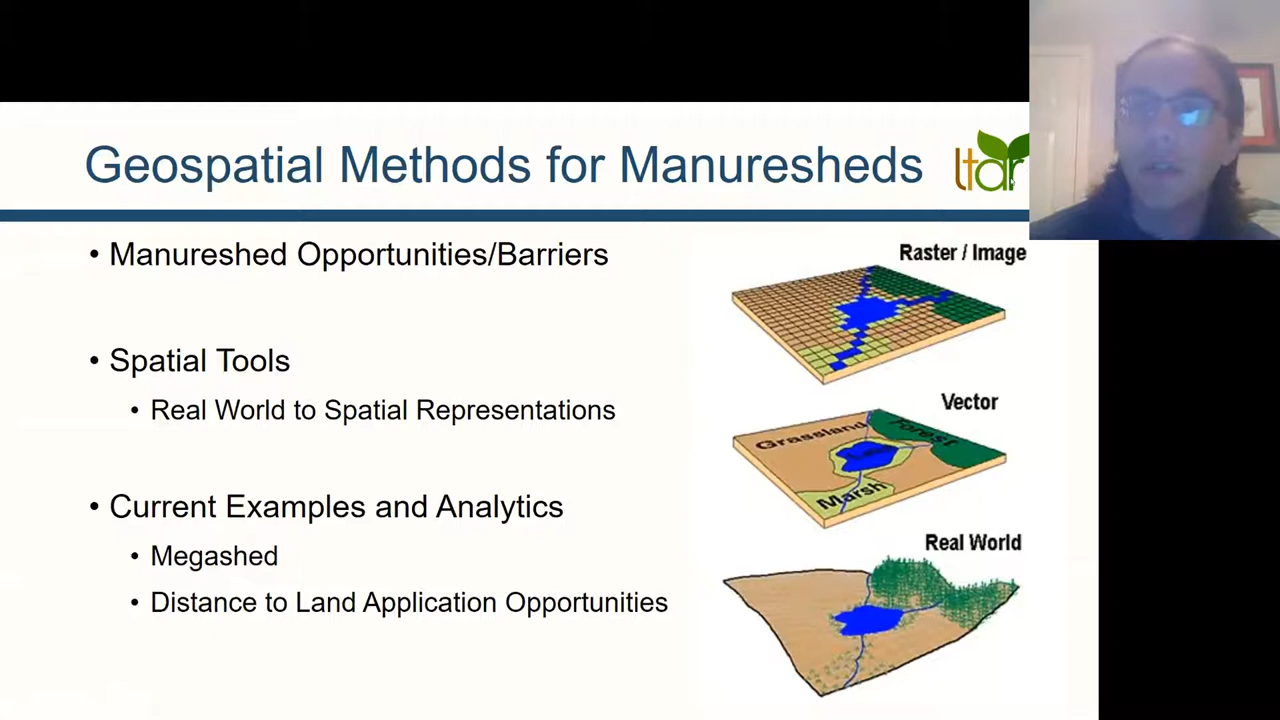 Geospatial Methods for Manuresheds
ltar
• Manureshed Opportunities/Barriers
• Spatial Tools
• Real World to Spatial Representations
• Current Examples and Analytics
• Megashed
• Distance to Land Application Opportunities
Raster / Image
Vector
Grassland
Forest
Lake
Marsh
Real World